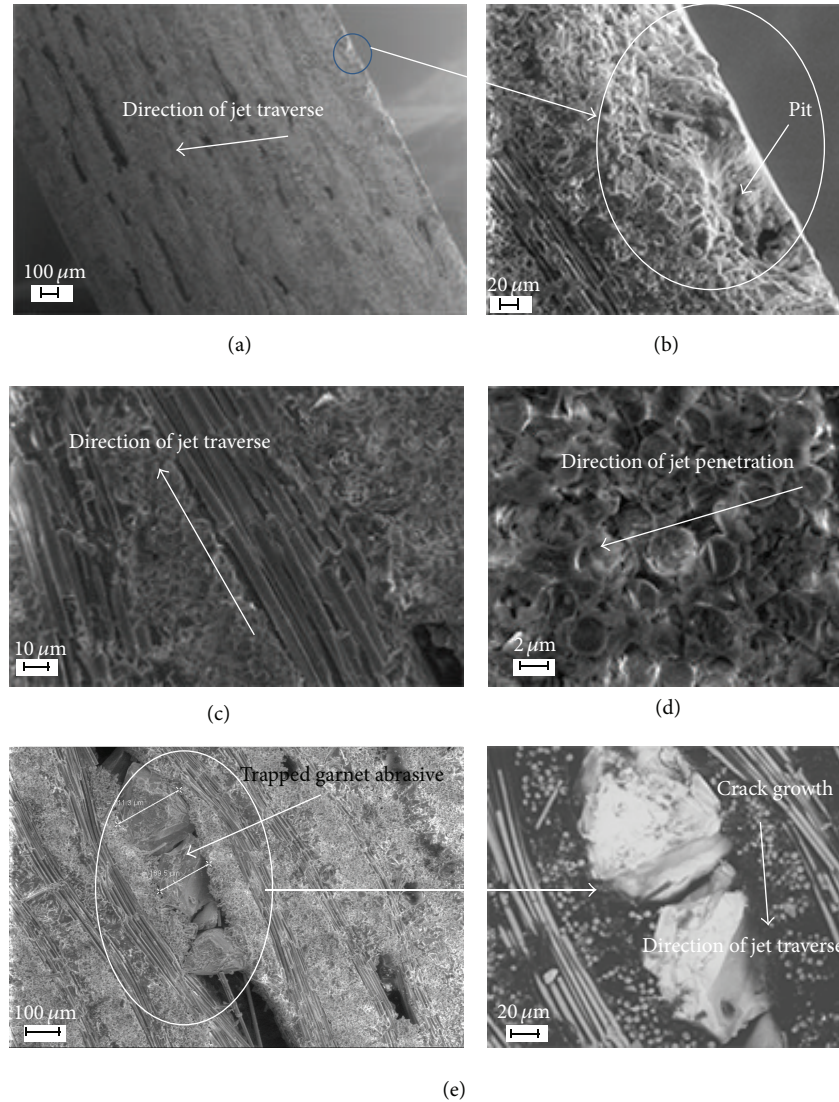 Direction of jet traverse
100 μm
(a)
Pit
20 μm
(b)
Direction of jet traverse
10 μm
(c)
Direction of jet penetration
2 μm
(d)
Trapped garnet abrasive
100 μm
Crack growth
Direction of jet traverse
20 μm
(e)